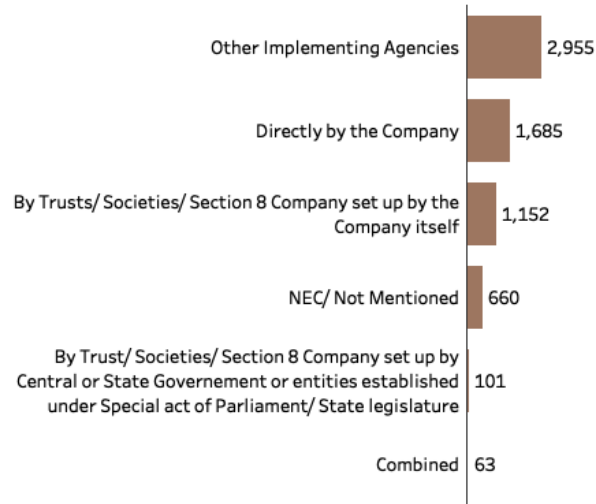 Other Implementing Agencies 2,955
Directly by the Company 1,685
By Trusts/ Societies/ Section 8 Company set up by the
Company itself
1,152
NEC/ Not Mentioned 660
By Trust/ Societies/ Section 8 Company set up by
Central or State Governement or entities established
under Special act of Parliament/ State legislature
101
Combined 63